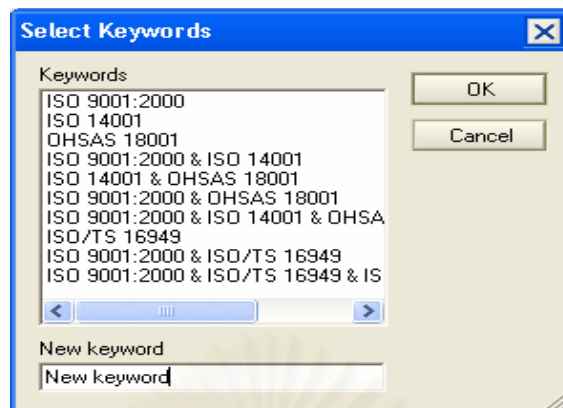 Select Keywords
Keywords
ISO 9001:2000
ISO 14001
OHSAS 18001
ISO 9001:2000 & ISO 14001
ISO 14001 & OHSAS 18001
ISO 9001:2000 & OHSAS 18001
ISO 9001:2000 & ISO 14001 & OHSA
ISO/TS 16949
ISO 9001:2000 & ISO/TS 16949
ISO 9001:2000 & ISO/TS 16949 & IS
OK
Cancel
New keyword
New keyword